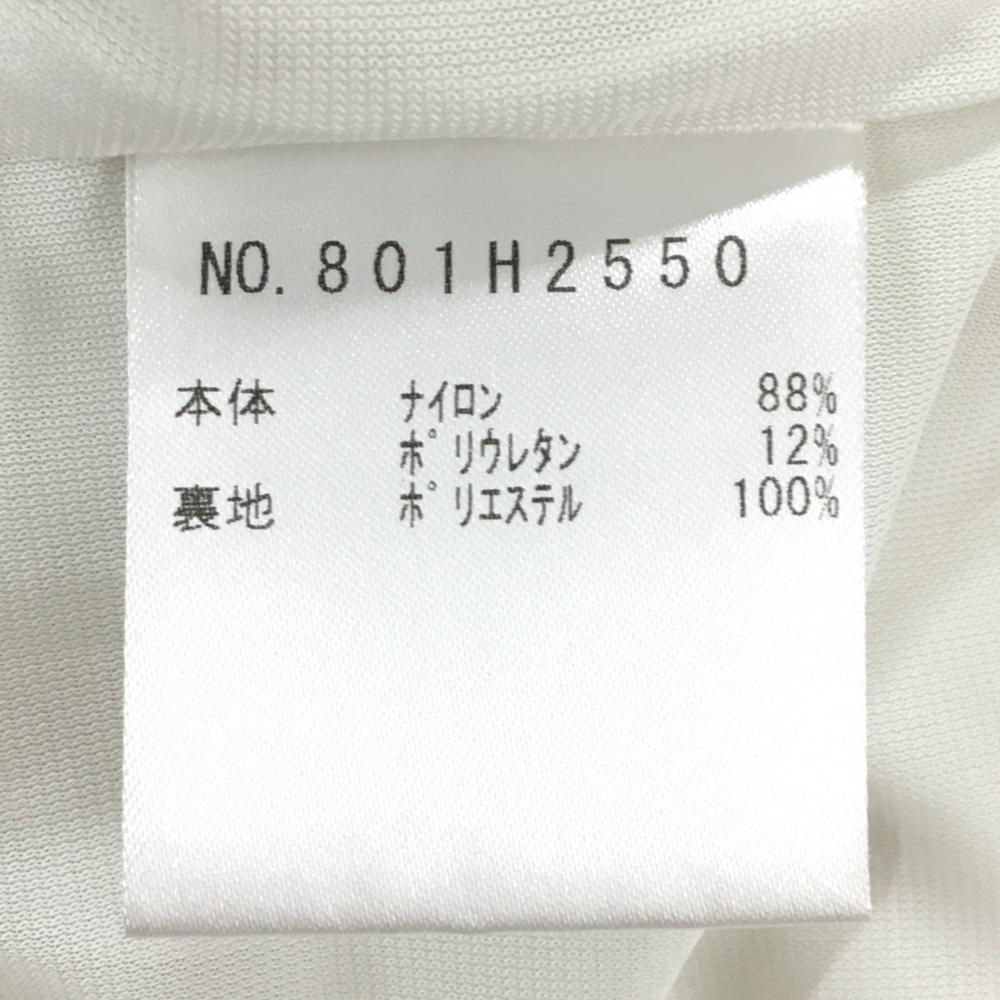 NO.801H2550
本体 ナイロン 88%
ポリウレタン 12%
裏地 ポリエステル 100%